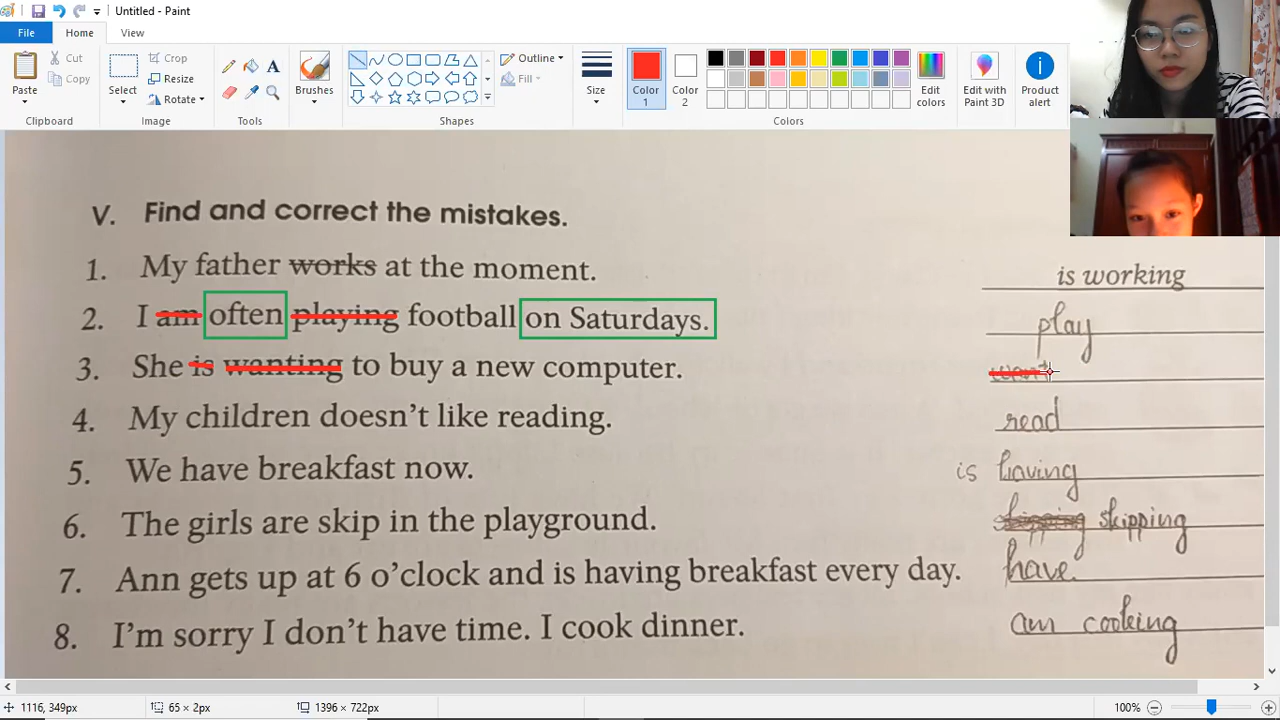 Untitled - Paint
File Home View
Paste Cut Copy Select Crop Resize Rotate Brushes Outline Fill Size Color 1 Color 2 Edit colors Edit with Paint 3D Product alert
Clipboard Image Tools Shapes Colors
V. Find and correct the mistakes.
1. My father works at the moment. is working
2. I am often playing football on Saturdays. play
3. She is wanting to buy a new computer. want
4. My children doesn't like reading. read
5. We have breakfast now. is having
6. The girls are skip in the playground. skipping
7. Ann gets up at 6 o'clock and is having breakfast every day. have.
8. I'm sorry I don't have time. I cook dinner. am cooking
1116, 349px 65 × 2px 1396 × 722px 100%